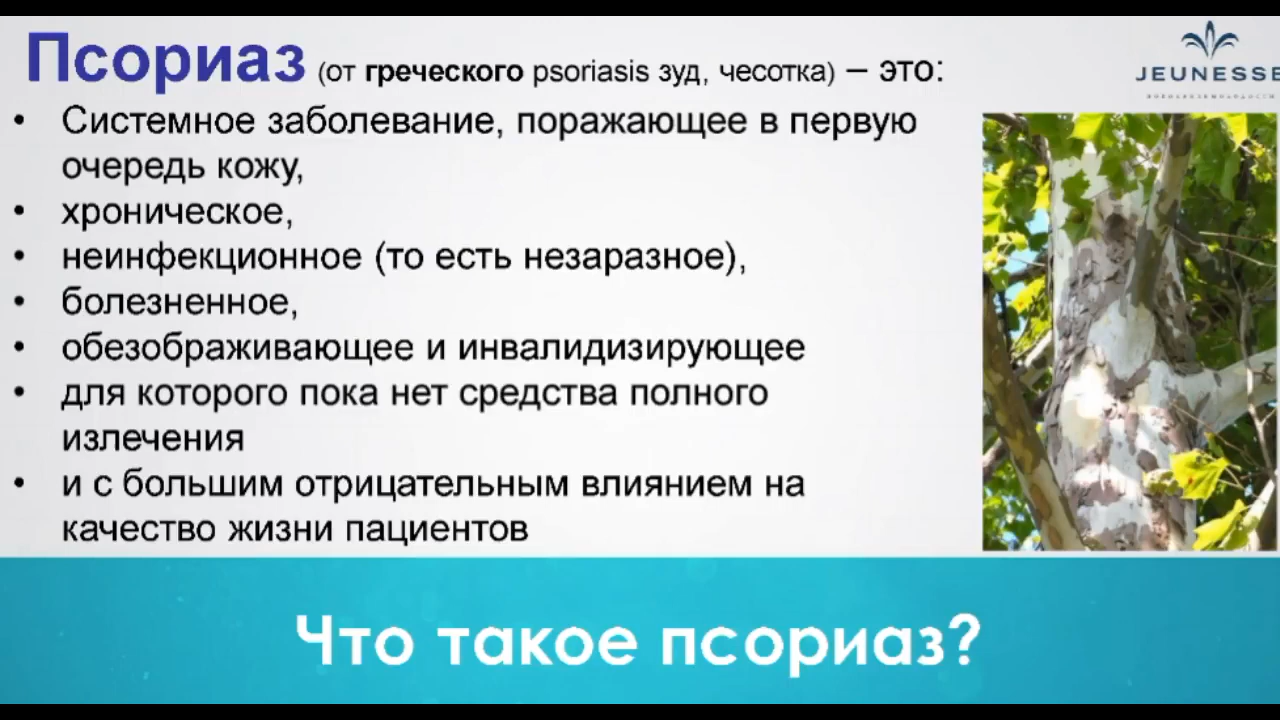 Псориаз (от греческого psoriasis зуд, чесотка) – это:
JEUNESSE
• Системное заболевание, поражающее в первую
очередь кожу,
• хроническое,
• неинфекционное (то есть незаразное),
• болезненное,
• обезображивающее и инвалидизирующее
• для которого пока нет средства полного
излечения
• и с большим отрицательным влиянием на
качество жизни пациентов
Что такое псориаз?